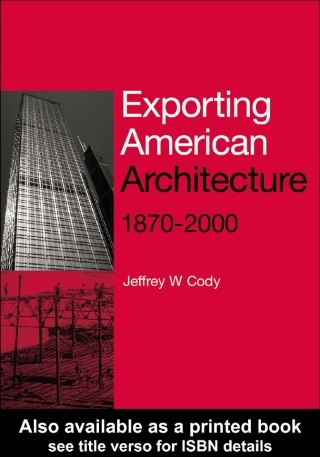 Exporting
American
Architecture
1870-2000
Jeffrey W Cody
Also available as a printed book
see title verso for ISBN details